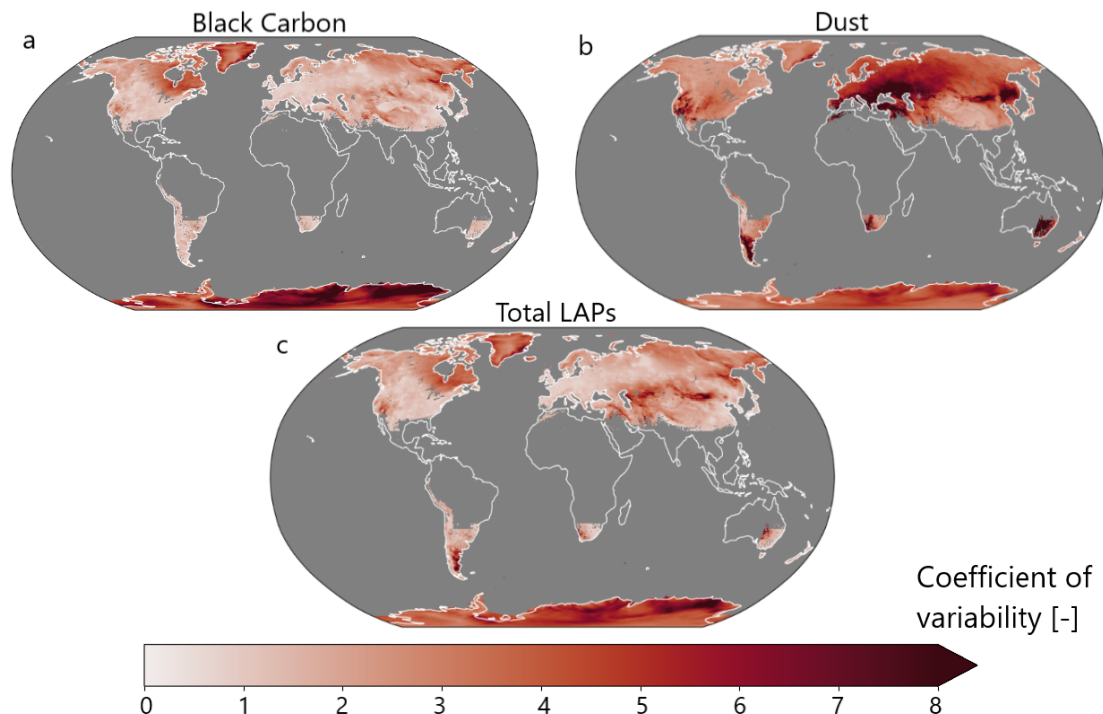 Black Carbon
a
Dust
b
Total LAPs
c
Coefficient of
variability [-]
0 1 2 3 4 5 6 7 8